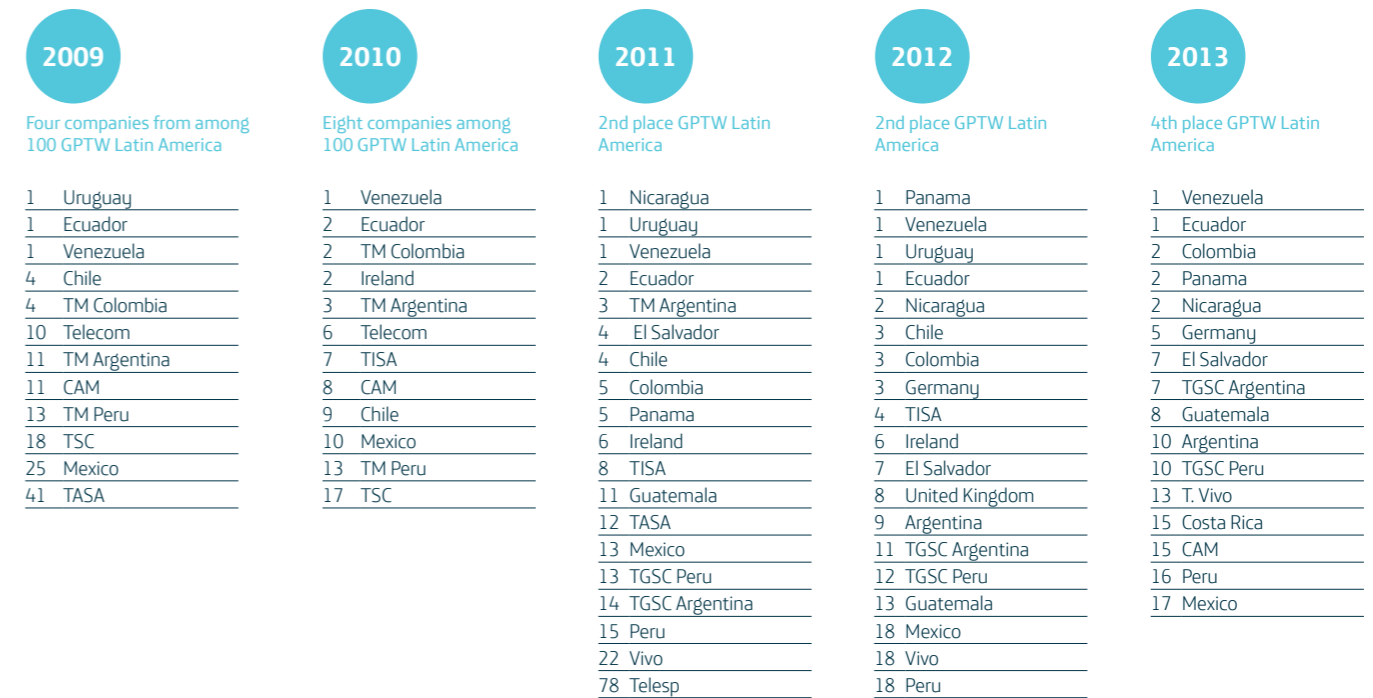 2009
Four companies from among
100 GPTW Latin America
1 Uruguay
1 Ecuador
1 Venezuela
4 Chile
4 TM Colombia
10 Telecom
11 TM Argentina
11 CAM
13 TM Peru
18 TSC
25 Mexico
41 TASA
2010
Eight companies among
100 GPTW Latin America
1 Venezuela
2 Ecuador
2 TM Colombia
2 Ireland
3 TM Argentina
6 Telecom
7 TISA
8 CAM
9 Chile
10 Mexico
13 TM Peru
17 TSC
2011
2nd place GPTW Latin
America
1 Nicaragua
1 Uruguay
1 Venezuela
2 Ecuador
3 TM Argentina
4 El Salvador
4 Chile
5 Colombia
5 Panama
6 Ireland
8 TISA
11 Guatemala
12 TASA
13 Mexico
13 TGSC Peru
14 TGSC Argentina
15 Peru
22 Vivo
78 Telesp
2012
2nd place GPTW Latin
America
1 Panama
1 Venezuela
1 Uruguay
1 Ecuador
2 Nicaragua
3 Chile
3 Colombia
3 Germany
4 TISA
6 Ireland
7 El Salvador
8 United Kingdom
9 Argentina
11 TGSC Argentina
12 TGSC Peru
13 Guatemala
18 Mexico
18 Vivo
18 Peru
2013
4th place GPTW Latin
America
1 Venezuela
1 Ecuador
2 Colombia
2 Panama
2 Nicaragua
5 Germany
7 El Salvador
7 TGSC Argentina
8 Guatemala
10 Argentina
10 TGSC Peru
13 T. Vivo
15 Costa Rica
15 CAM
16 Peru
17 Mexico